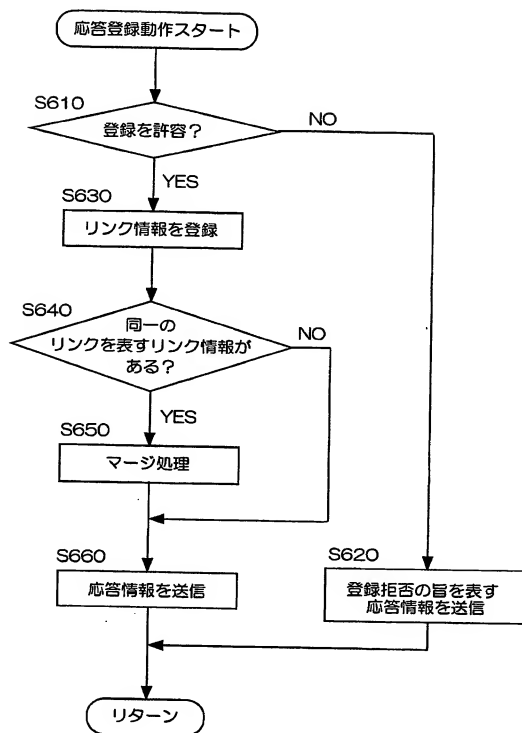 応答登録動作スタート
S610
登録を許容？
NO
YES
S630
リンク情報を登録
S640
同一の
リンクを表すリンク情報が
ある？
NO
YES
S650
マージ処理
S660
応答情報を送信
S620
登録拒否の旨を表す
応答情報を送信
リターン